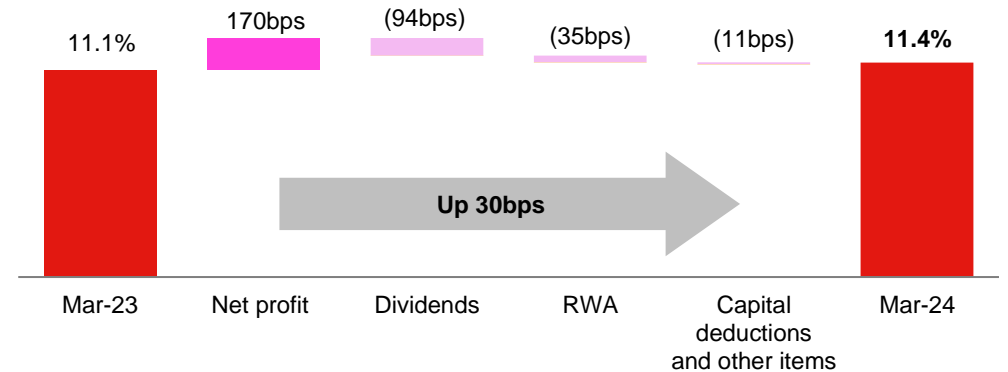 11.1%
170bps
(94bps)
(35bps)
(11bps)
11.4%
Up 30bps
Mar-23
Net profit
Dividends
RWA
Capital
deductions
and other items
Mar-24